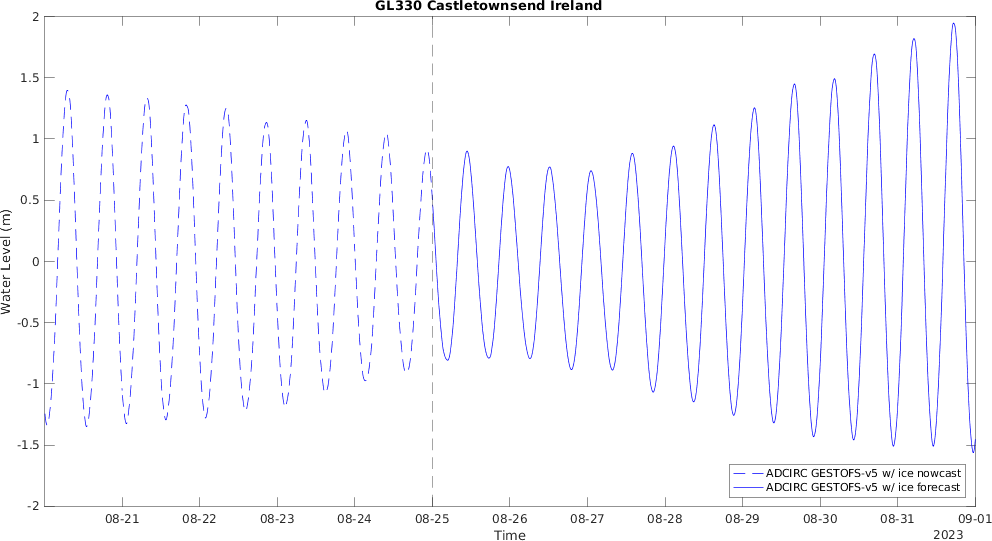 GL330 Castletownsend Ireland
2
1.5
1
0.5
0
-0.5
-1
-1.5
-2
Water Level (m)
ADCIRC GESTOFS-v5 w/ ice nowcast
ADCIRC GESTOFS-v5 w/ ice forecast
08-21 08-22 08-23 08-24 08-25 08-26 08-27 08-28 08-29 08-30 08-31 09-01
Time
2023